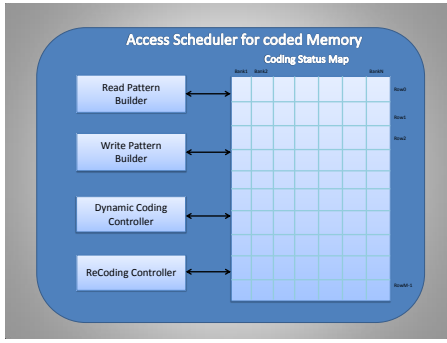 Access Scheduler for coded Memory
Coding Status Map
Bank1 Bank2 BankN
Read Pattern
Builder
Row0
Row1
Write Pattern
Builder
Row2
Dynamic Coding
Controller
ReCoding Controller
RowM-1